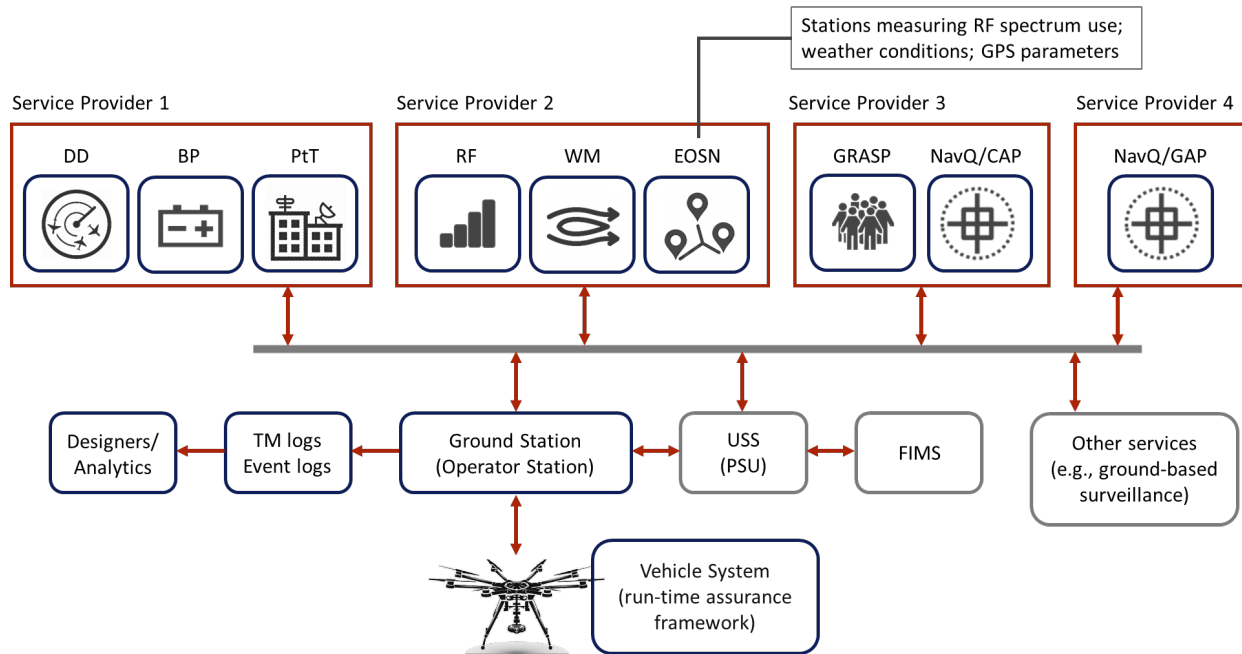 Stations measuring RF spectrum use;
weather conditions; GPS parameters
Service Provider 1
Service Provider 2
Service Provider 3
Service Provider 4
DD
BP
PtT
RF
WM
EOSN
GRASP
NavQ/CAP
NavQ/GAP
Designers/
Analytics
TM logs
Event logs
Ground Station
(Operator Station)
USS
(PSU)
FIMS
Other services
(e.g., ground-based
surveillance)
Vehicle System
(run-time assurance
framework)